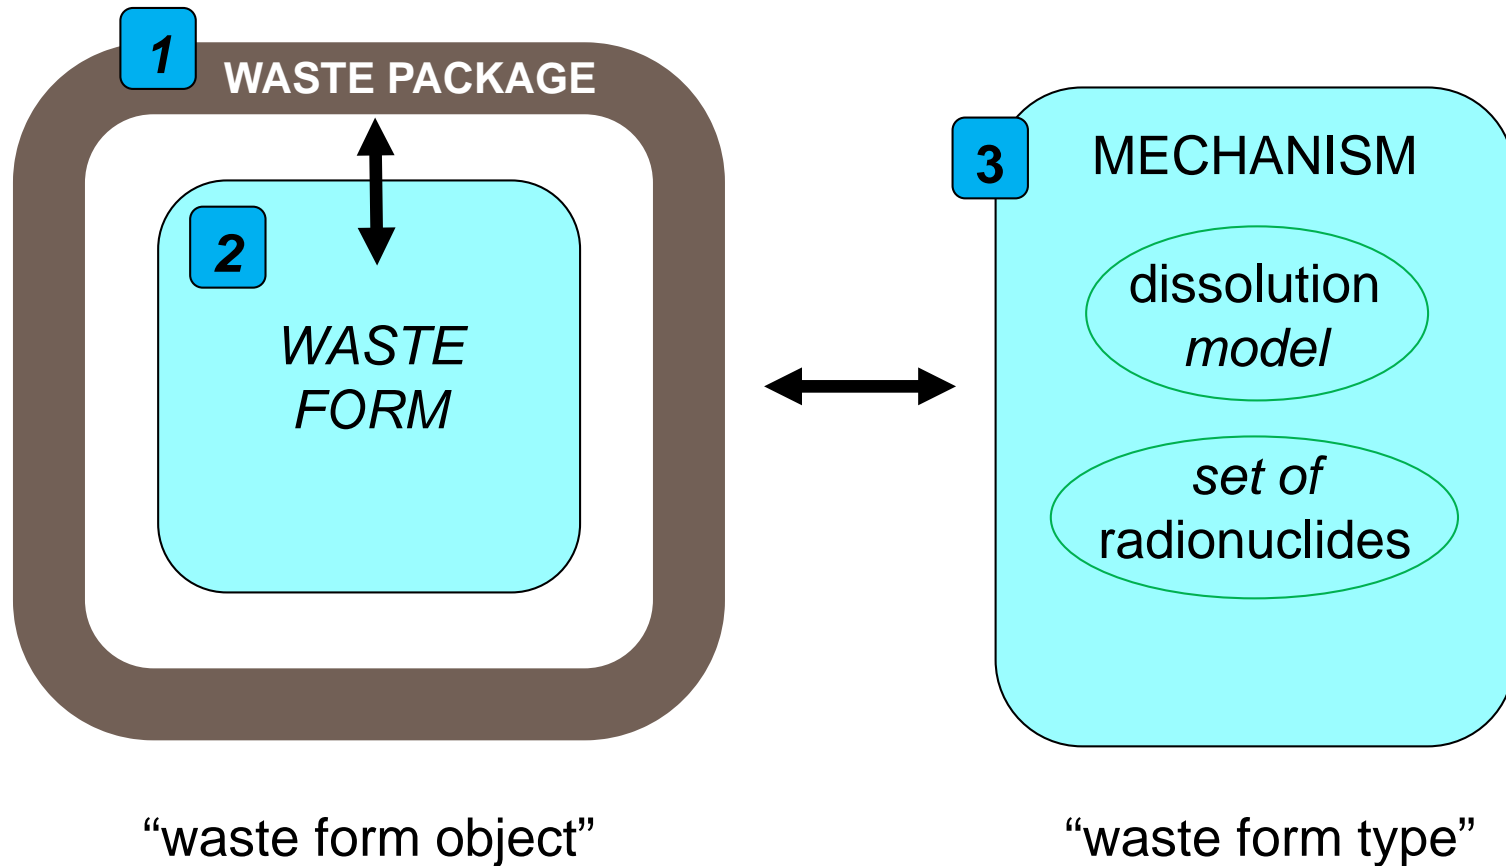 1
WASTE PACKAGE
2
WASTE
FORM
“waste form object”
3
MECHANISM
dissolution
model
set of
radionuclides
“waste form type”